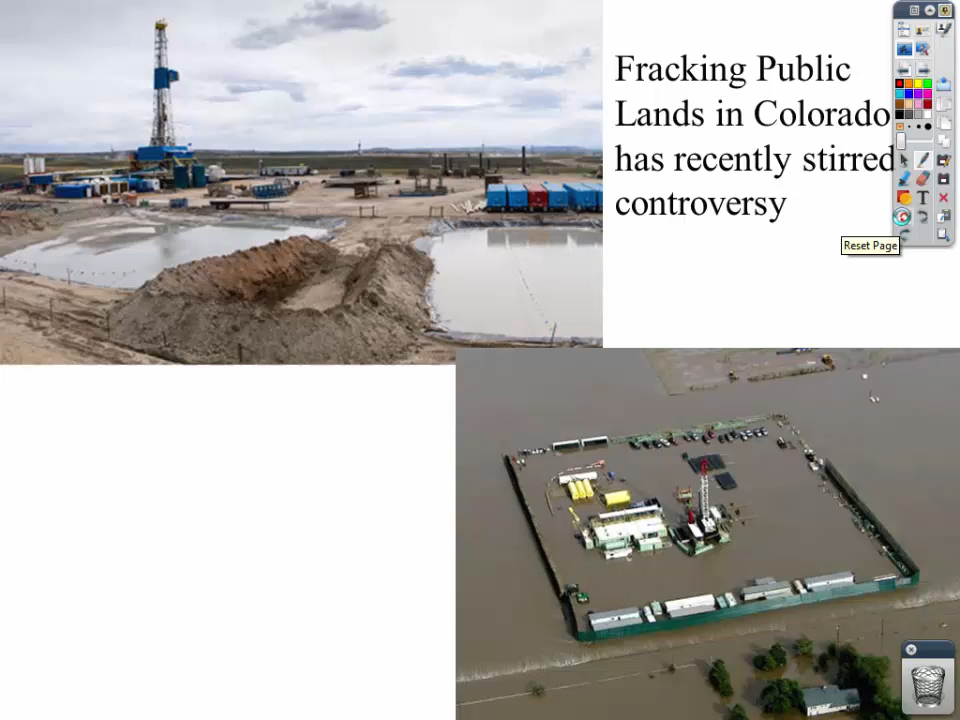 Fracking Public
Lands in Colorado
has recently stirred
controversy
Reset Page